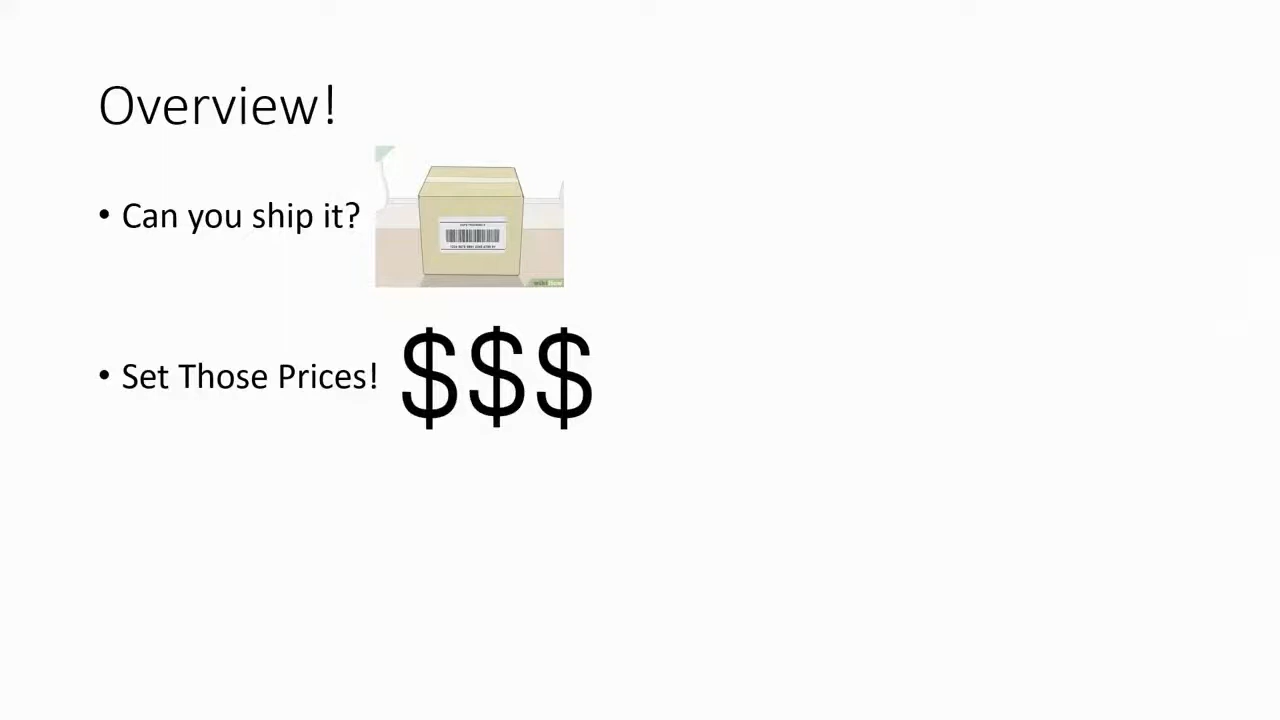 Overview!
• Can you ship it?
• Set Those Prices!
$$$